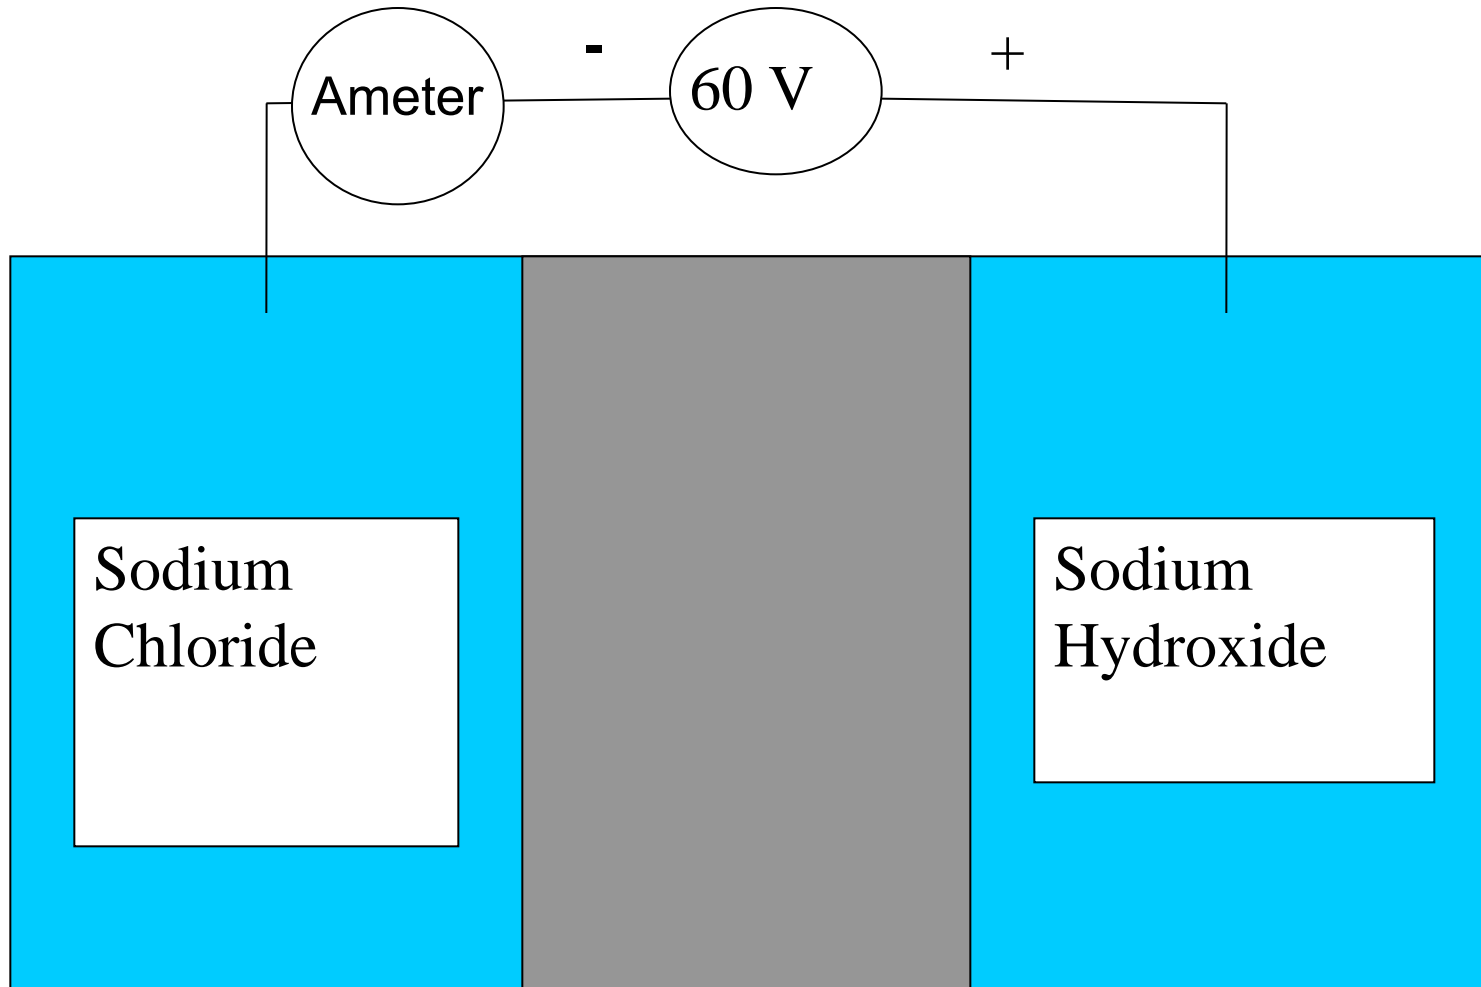 -
+
Ameter
60 V
Sodium
Chloride
Sodium
Hydroxide